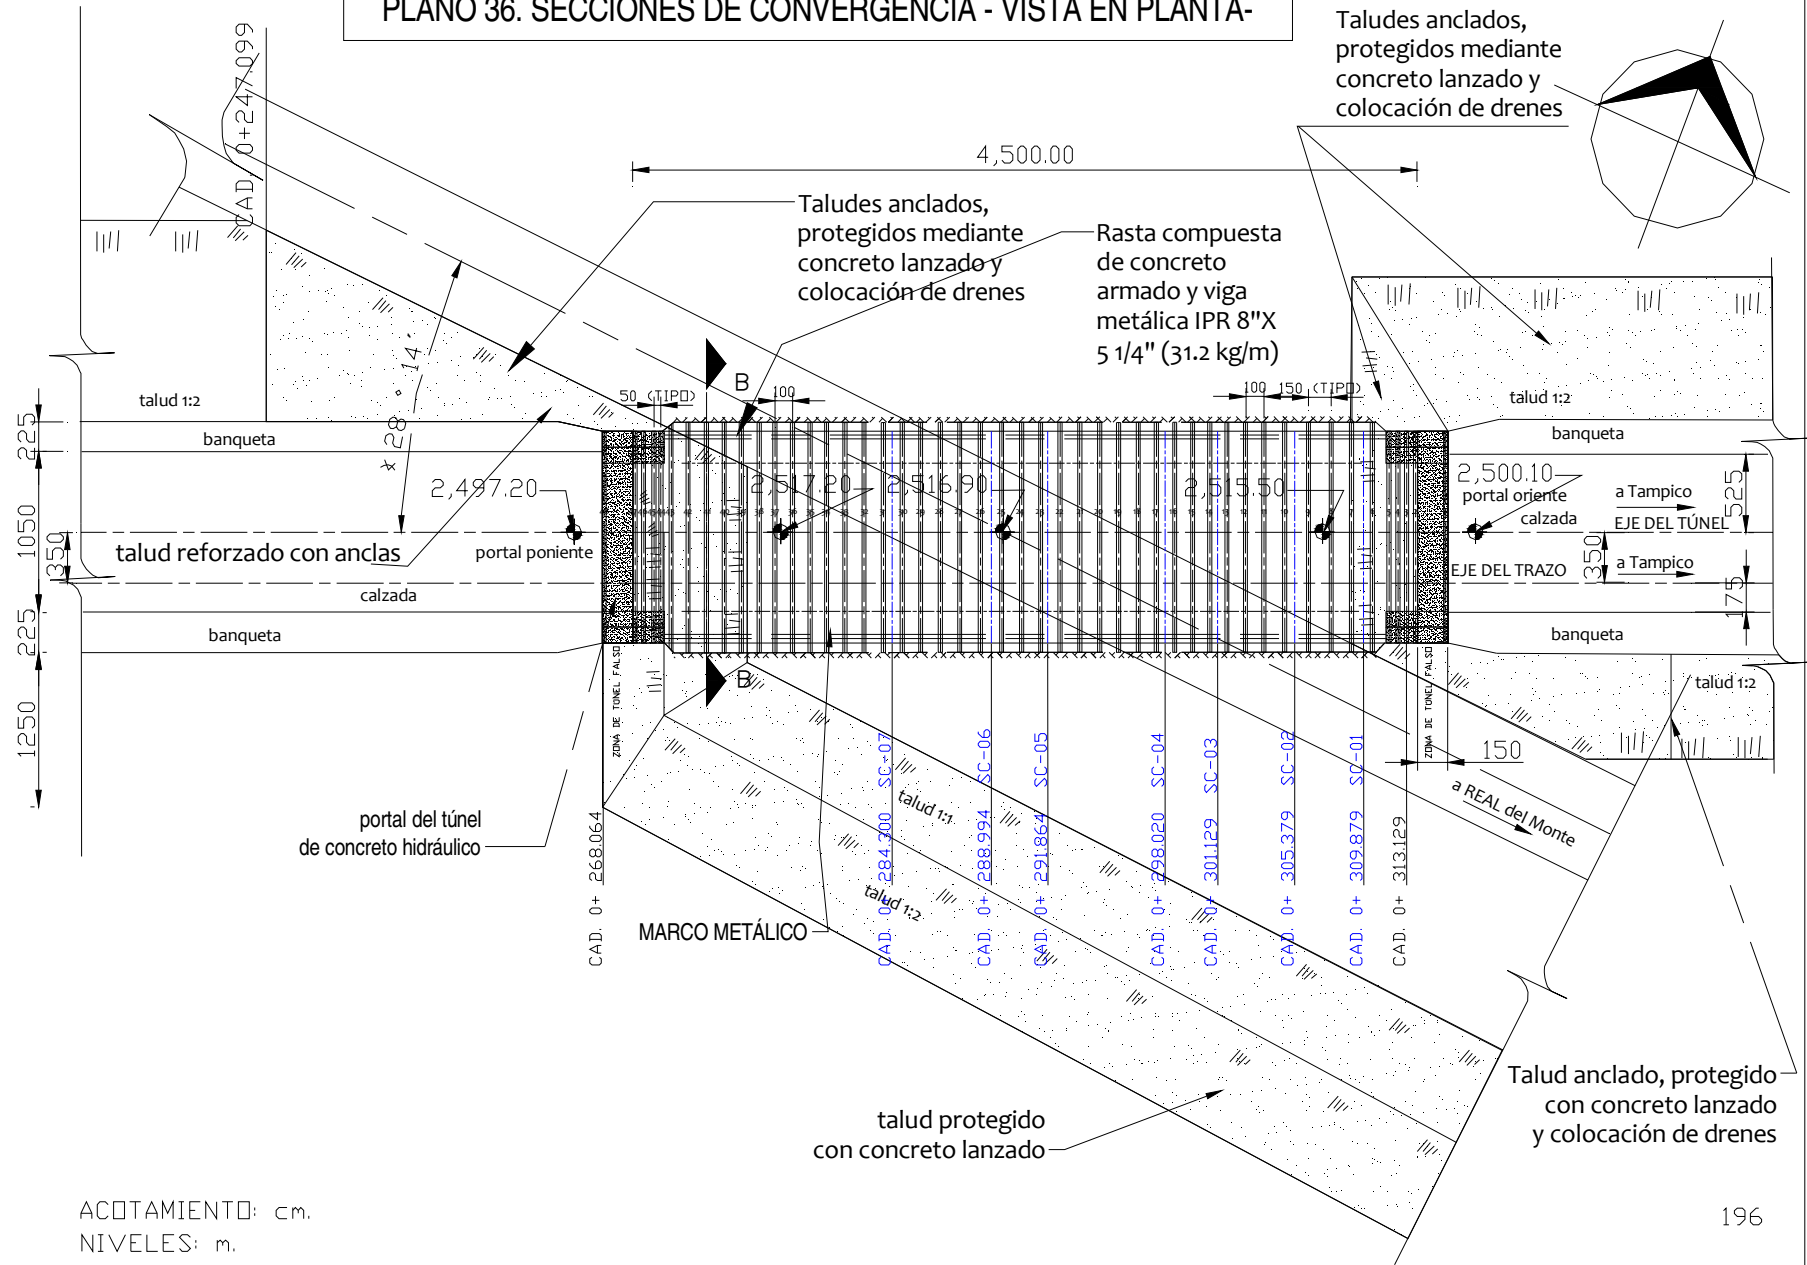 PLANO 36. SECCIONES DE CONVERGENCIA - VISTA EN PLANTA-
Taludes anclados,
protegidos mediante
concreto lanzado y
colocación de drenes
CAD. 0+247.099
4,500.00
Taludes anclados,
protegidos mediante
concreto lanzado y
colocación de drenes
Rasta compuesta
de concreto
armado y viga
metálica IPR 8"X
5 1/4" (31.2 kg/m)
28 ° 14 '
talud 1:2
50 (TIPO)
B
100
100
150 (TIPO)
talud 1:2
225
banqueta
banqueta
2,497.20
2,517.20
2,516.90
2,515.50
2,500.10
portal oriente
a Tampico
525
calzada
EJE DEL TÚNEL
1050
350
talud reforzado con anclas
portal poniente
350
EJE DEL TRAZO
a Tampico
calzada
175
225
banqueta
banqueta
B
talud 1:2
ZONA DE TUNEL FALSO
ZONA DE TUNEL FALSO
150
1250
a REAL del Monte
talud 1:1
talud 1:2
portal del túnel
de concreto hidráulico
MARCO METÁLICO
CAD. 0+ 268.064
CAD. 0+ 284.300 SC-07
CAD. 0+ 288.994 SC-06
CAD. 0+ 291.864 SC-05
CAD. 0+ 298.020 SC-04
CAD. 0+ 301.129 SC-03
CAD. 0+ 305.379 SC-02
CAD. 0+ 309.879 SC-01
CAD. 0+ 313.129
Talud anclado, protegido
con concreto lanzado
y colocación de drenes
talud protegido
con concreto lanzado
ACOTAMIENTO: cm.
NIVELES: m.
196